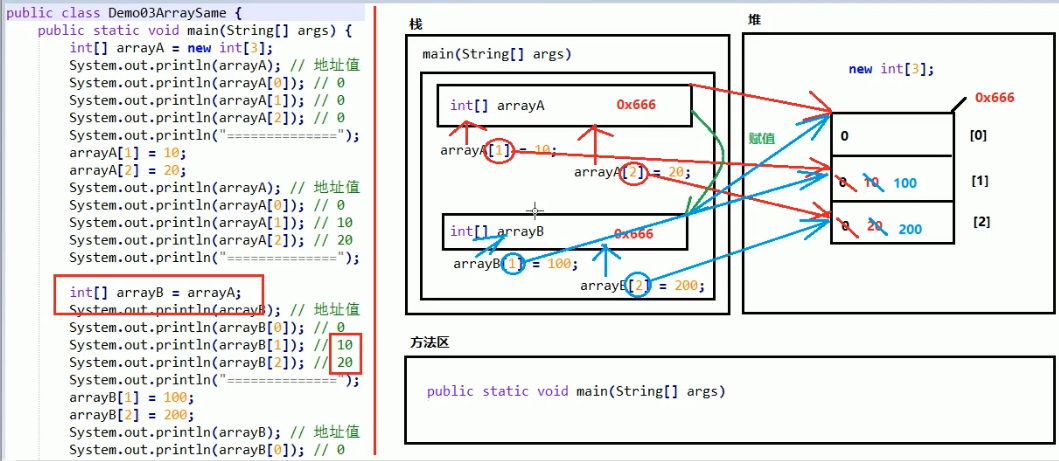 public class Demo03ArraySame {
public static void main(String[] args) {
int[] arrayA = new int[3];
System.out.println(arrayA); // 地址值
System.out.println(arrayA[0]); // 0
System.out.println(arrayA[1]); // 0
System.out.println(arrayA[2]); // 0
System.out.println("==============");
arrayA[1] = 10;
arrayA[2] = 20;
System.out.println(arrayA); // 地址值
System.out.println(arrayA[0]); // 0
System.out.println(arrayA[1]); // 10
System.out.println(arrayA[2]); // 20
System.out.println("==============");
int[] arrayB = arrayA;
System.out.println(arrayB); // 地址值
System.out.println(arrayB[0]); // 0
System.out.println(arrayB[1]); // 10
System.out.println(arrayB[2]); // 20
System.out.println("==============");
arrayB[1] = 100;
arrayB[2] = 200;
System.out.println(arrayB); // 地址值
System.out.println(arrayB[0]); // 0
栈
main(String[] args)
int[] arrayA 0x666
arrayA[1] = 10;
arrayA[2] = 20;
int[] arrayB 0x666
arrayB[1] = 100;
arrayB[2] = 200;
赋值
堆
new int[3];
0x666
0 [0]
0 10 100 [1]
0 20 200 [2]
方法区
public static void main(String[] args)